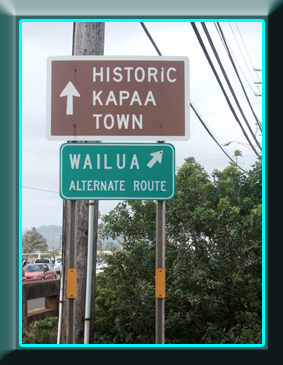 HISTORIC
KAPAA
TOWN
WAILUA
ALTERNATE ROUTE